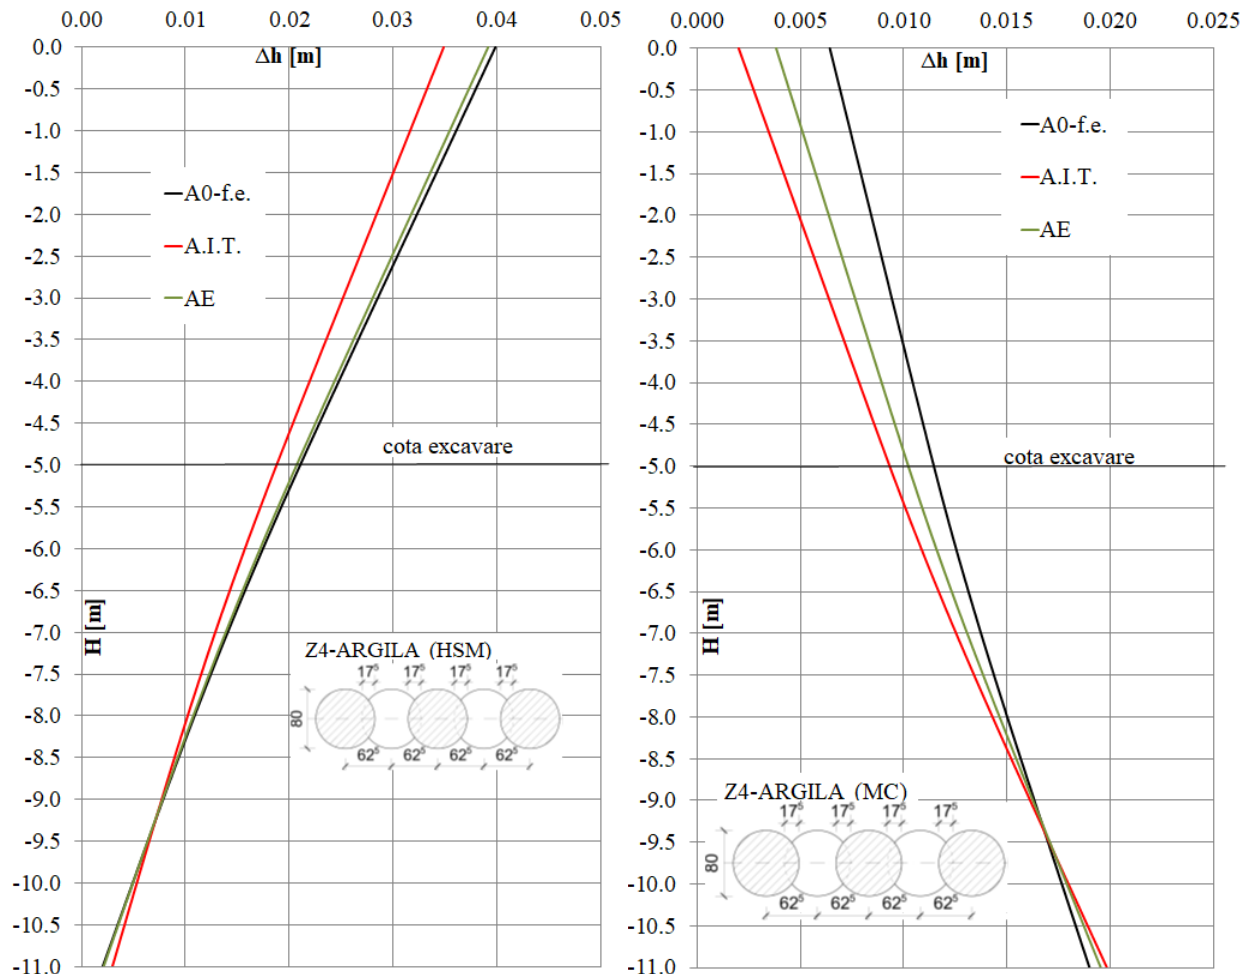 0.00 0.01 0.02 0.03 0.04 0.05
Δh [m]
0.0
-0.5
-1.0
-1.5
-2.0
-2.5
-3.0
-3.5
-4.0
-4.5
-5.0
-5.5
-6.0
-6.5
-7.0
-7.5
-8.0
-8.5
-9.0
-9.5
-10.0
-10.5
-11.0
H [m]
A0-f.e.
A.I.T.
AE
cota excavare
Z4-ARGILA (HSM)
17⁵ 17⁵ 17⁵ 17⁵
80
62⁵ 62⁵ 62⁵ 62⁵
0.000 0.005 0.010 0.015 0.020 0.025
Δh [m]
0.0
-0.5
-1.0
-1.5
-2.0
-2.5
-3.0
-3.5
-4.0
-4.5
-5.0
-5.5
-6.0
-6.5
-7.0
-7.5
-8.0
-8.5
-9.0
-9.5
-10.0
-10.5
-11.0
H [m]
A0-f.e.
A.I.T.
AE
cota excavare
Z4-ARGILA (MC)
17⁵ 17⁵ 17⁵ 17⁵
80
62⁵ 62⁵ 62⁵ 62⁵